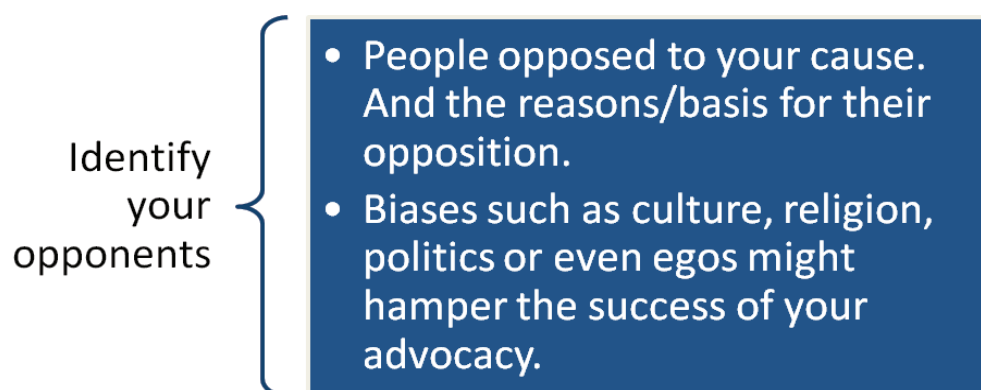 Identify
your
opponents
• People opposed to your cause.
And the reasons/basis for their
opposition.
• Biases such as culture, religion,
politics or even egos might
hamper the success of your
advocacy.